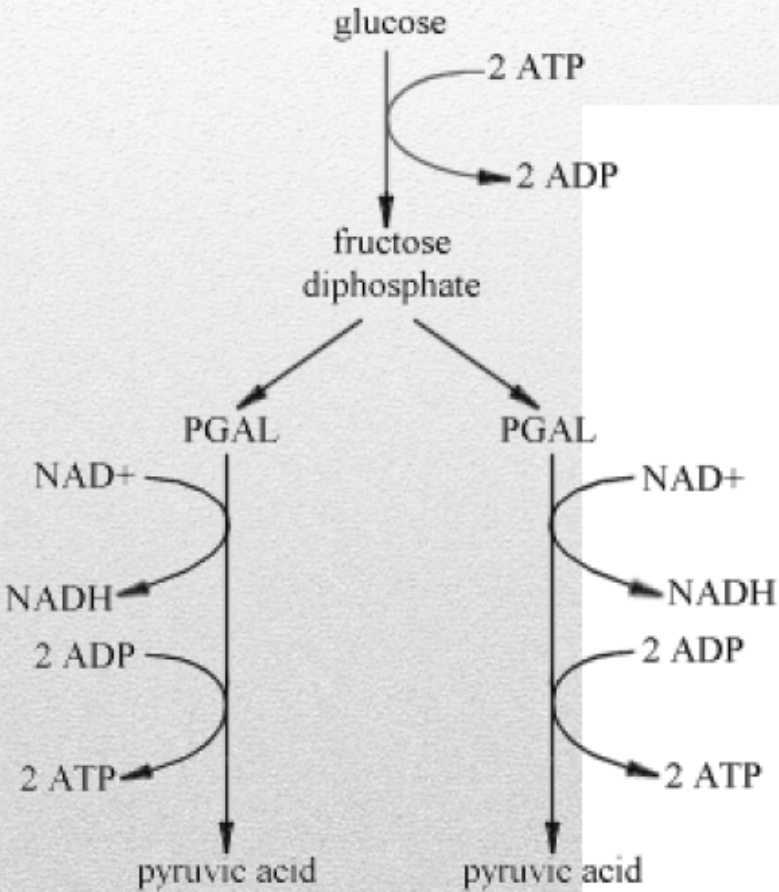 glucose
2 ATP
2 ADP
fructose
diphosphate
PGAL
PGAL
NAD+
NAD+
NADH
NADH
2 ADP
2 ADP
2 ATP
2 ATP
pyruvic acid
pyruvic acid